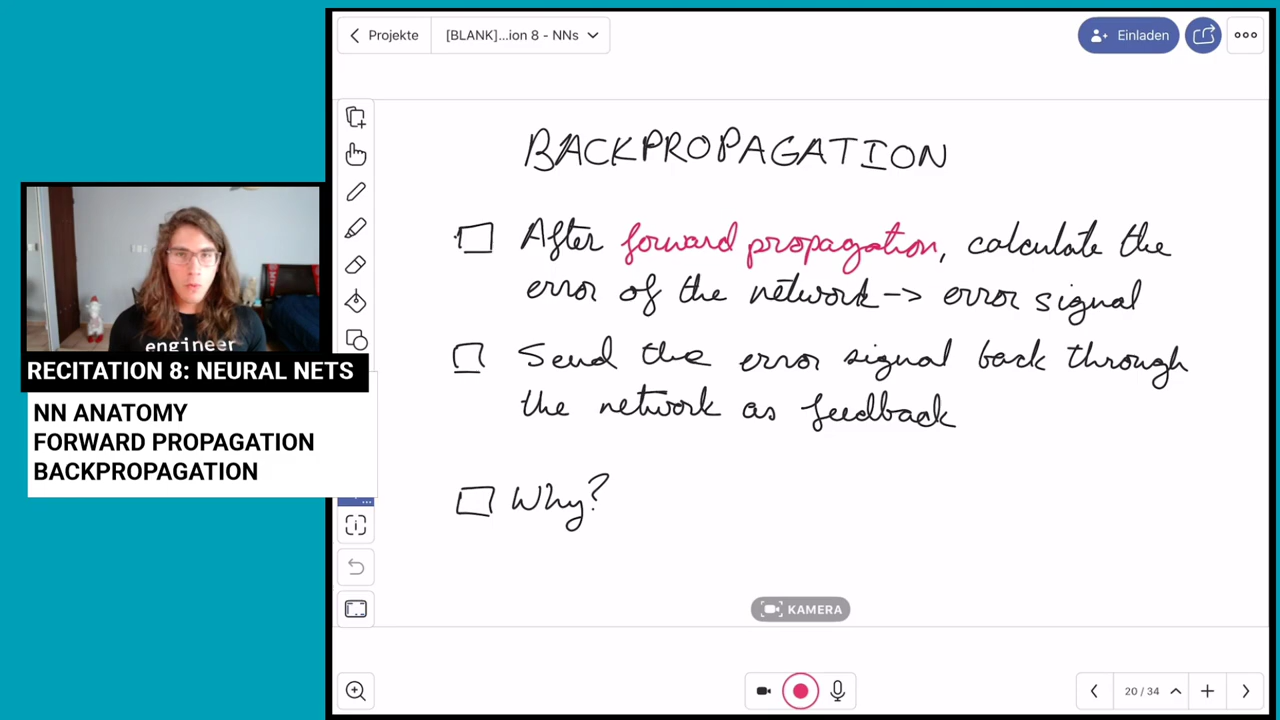 Projekte
[BLANK]...ion 8 - NNs
Einladen
BACKPROPAGATION
After forward propagation, calculate the
error of the network -> error signal
Send the error signal back through
the network as feedback
Why?
engineer
RECITATION 8: NEURAL NETS
NN ANATOMY
FORWARD PROPAGATION
BACKPROPAGATION
KAMERA
20 / 34